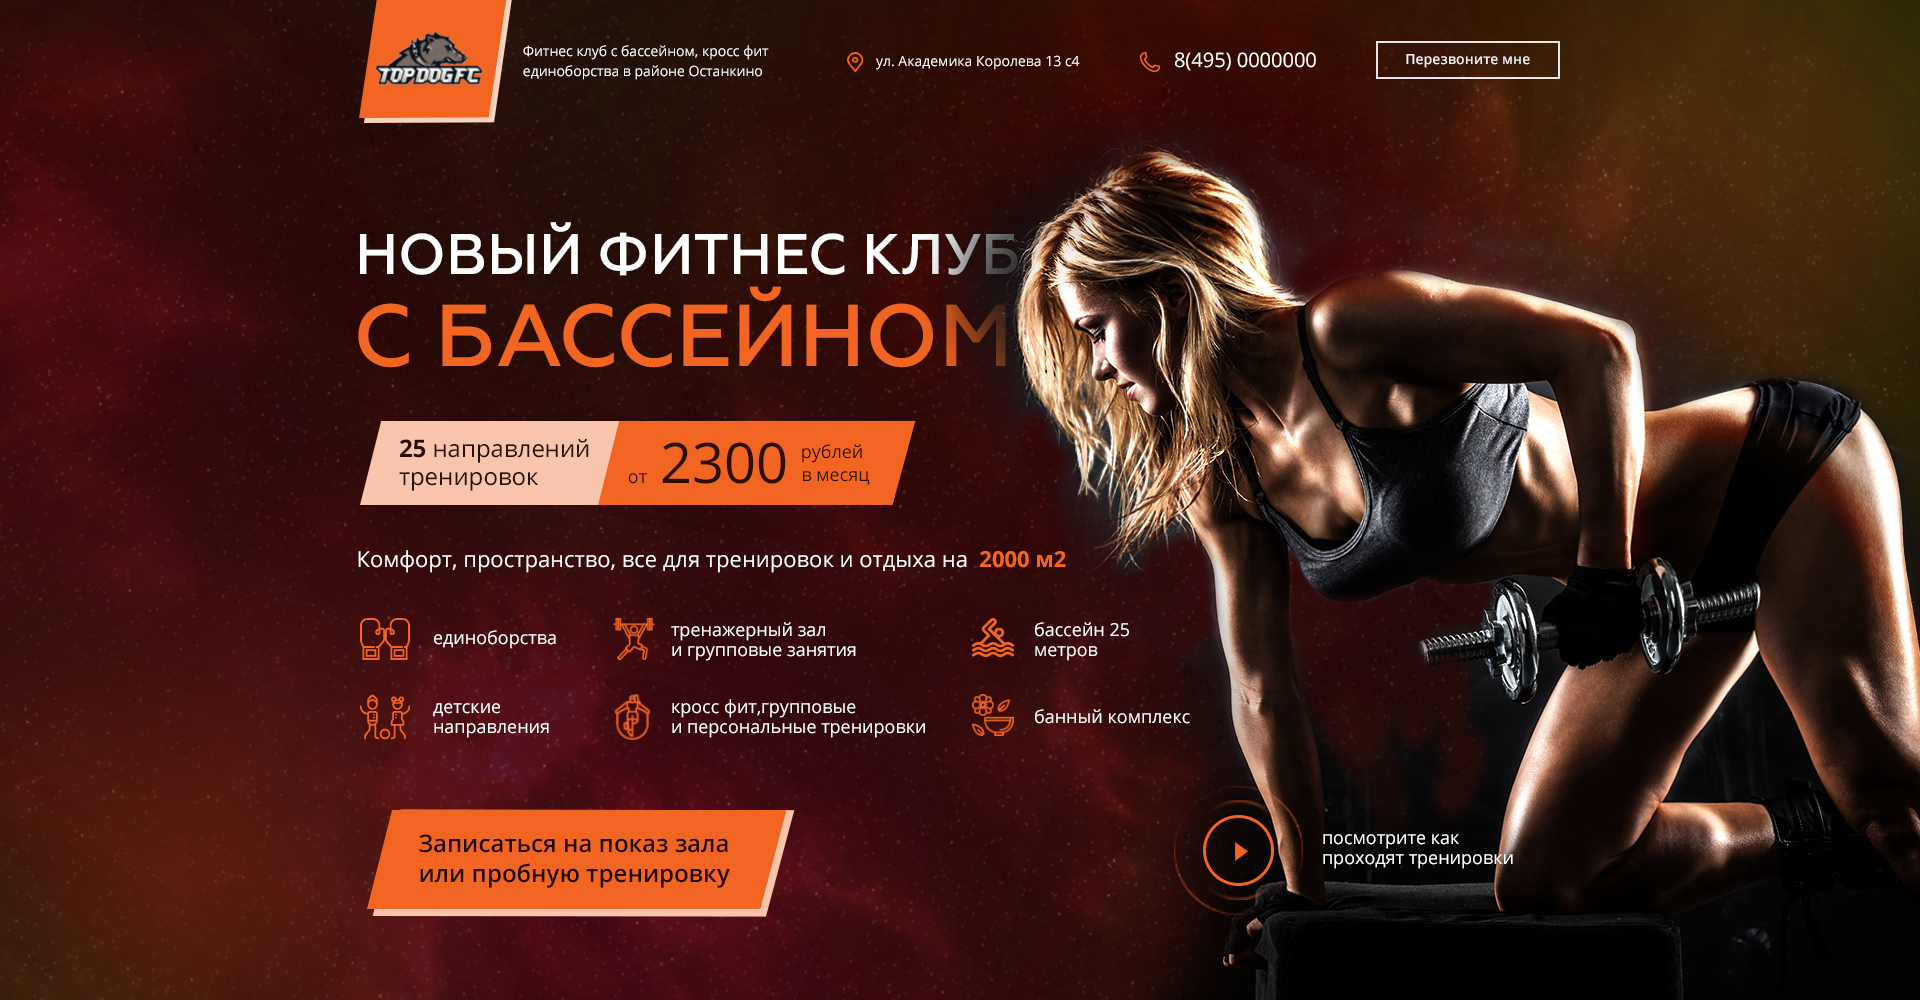 TOPDOGFC
Фитнес клуб с бассейном, кросс фит
единоборства в районе Останкино
ул. Академика Королева 13 с4
8(495) 0000000
Перезвоните мне
НОВЫЙ ФИТНЕС КЛУБ
С БАССЕЙНОМ
25 направлений
тренировок
от 2300 рублей
в месяц
Комфорт, пространство, все для тренировок и отдыха на 2000 м2
единоборства
тренажерный зал
и групповые занятия
бассейн 25
метров
детские
направления
кросс фит,групповые
и персональные тренировки
банный комплекс
Записаться на показ зала
или пробную тренировку
посмотрите как
проходят тренировки